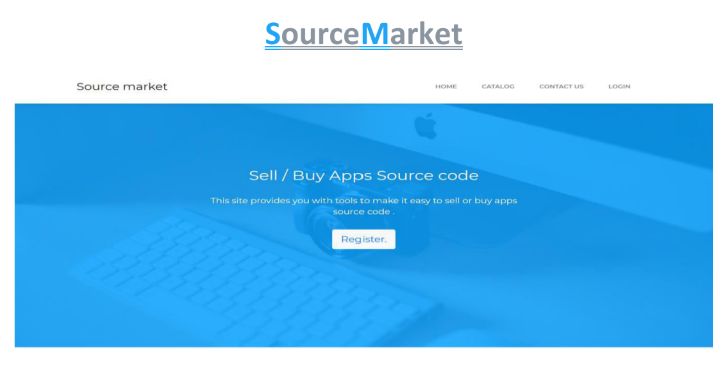 SourceMarket
Source market
HOME CATALOG CONTACT US LOGIN
Sell / Buy Apps Source code
This site provides you with tools to make it easy to sell or buy apps
source code .
Register.